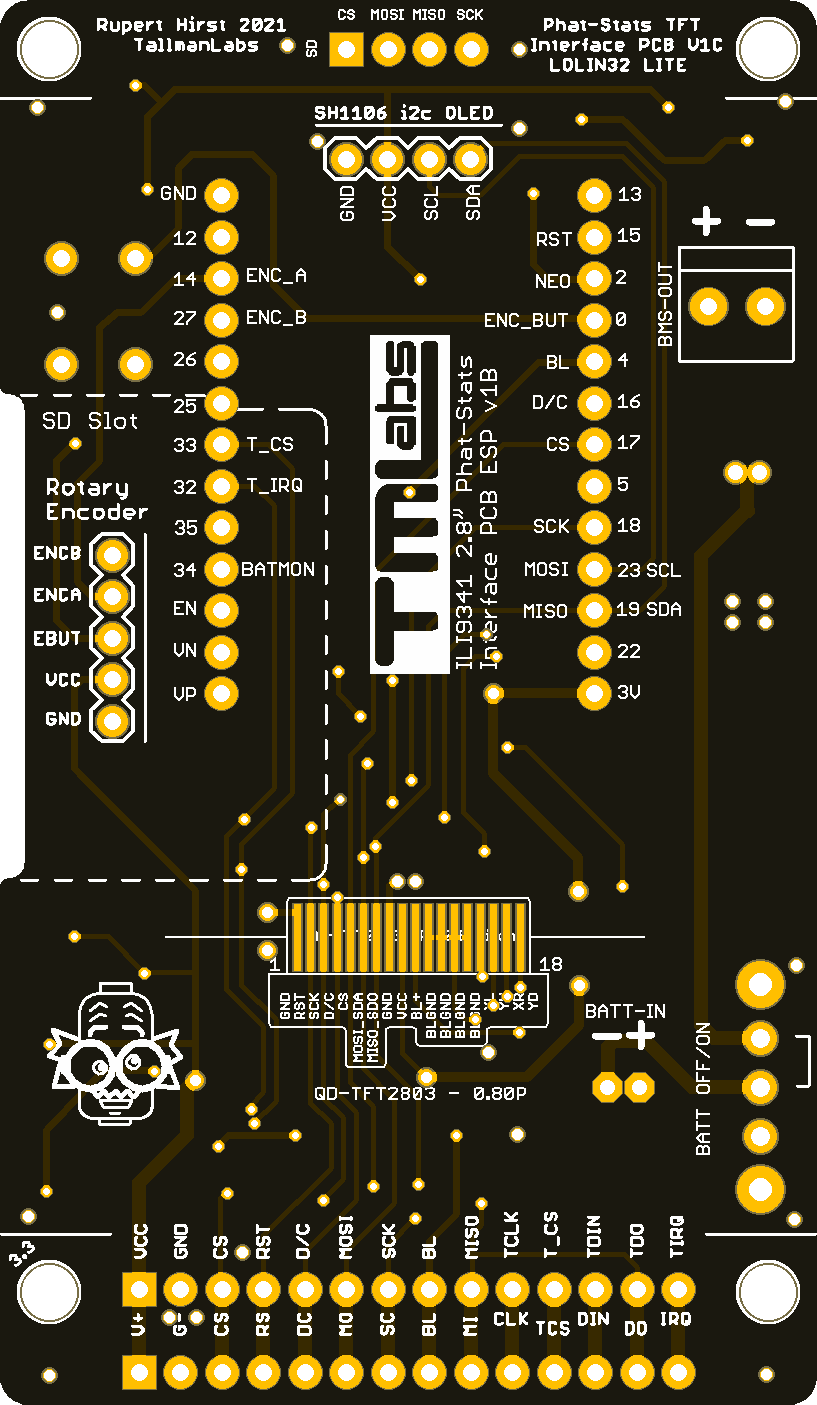 Rupert Hirst 2021
TallmanLabs
SD
CS MOSI MISO SCK
Phat-Stats TFT
Interface PCB V1C
LOLIN32 LITE
SH1106 i2c OLED
GND VCC SCL SDA
GND
12
14 ENC_A
27 ENC_B
26
25
33 T_CS
32 T_IRQ
35
34 BATMON
EN
VN
VP
13
RST 15
NEO 2
ENC_BUT 0
BL 4
D/C 16
CS 17
5
SCK 18
MOSI 23 SCL
MISO 19 SDA
22
3V
+ -
BMS-OUT
TMLabs
ILI9341 2.8" Phat-Stats
Interface PCB ESP v1B
SD Slot
Rotary
Encoder
ENCB
ENCA
EBUT
VCC
GND
1 18
GND RST SCK D/C CS MOSI_SDA MISO_SDO GND VCC BL+ BLGND BLGND BLGND BLGND XL YU XR YD
QD-TFT2803 - 0.80P
BATT-IN
- +
BATT OFF/ON
3.3
VCC GND CS RST D/C MOSI SCK BL MISO TCLK T_CS TDIN TDO TIRQ
V+ G- CS RS DC MO SC BL MI CLK TCS DIN DO IRQ